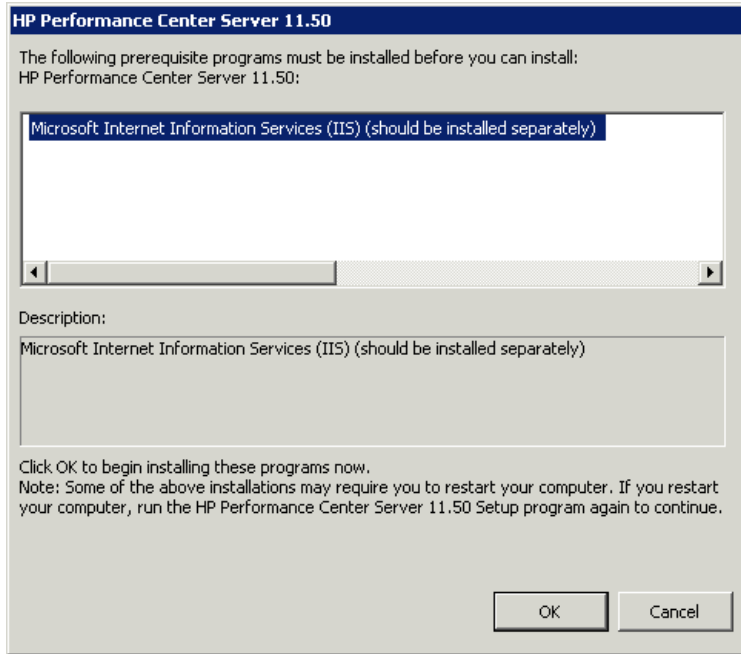 HP Performance Center Server 11.50
The following prerequisite programs must be installed before you can install:
HP Performance Center Server 11.50:
Microsoft Internet Information Services (IIS) (should be installed separately)
Description:
Microsoft Internet Information Services (IIS) (should be installed separately)
Click OK to begin installing these programs now.
Note: Some of the above installations may require you to restart your computer. If you restart
your computer, run the HP Performance Center Server 11.50 Setup program again to continue.
OK Cancel